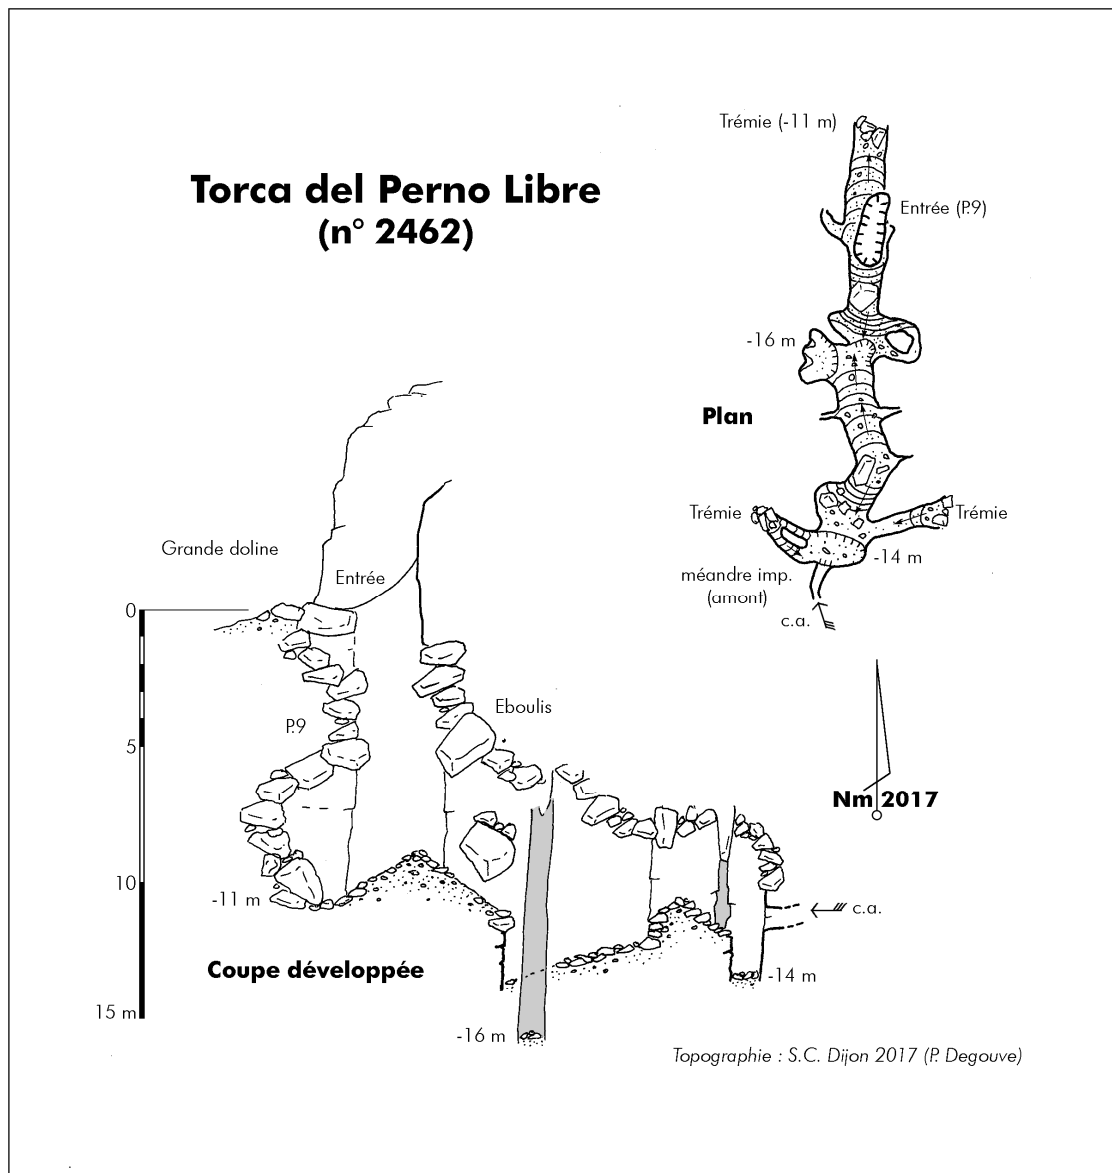 Torca del Perno Libre
(n° 2462)
Trémie (-11 m)
Entrée (P.9)
-16 m
Plan
Trémie
Trémie
-14 m
méandre imp.
(amont)
c.a.
Nm 2017
Grande doline
Entrée
0
P.9
Eboulis
5
10
-11 m
c.a.
Coupe développée
-14 m
15 m
-16 m
Topographie : S.C. Dijon 2017 (P. Degouve)